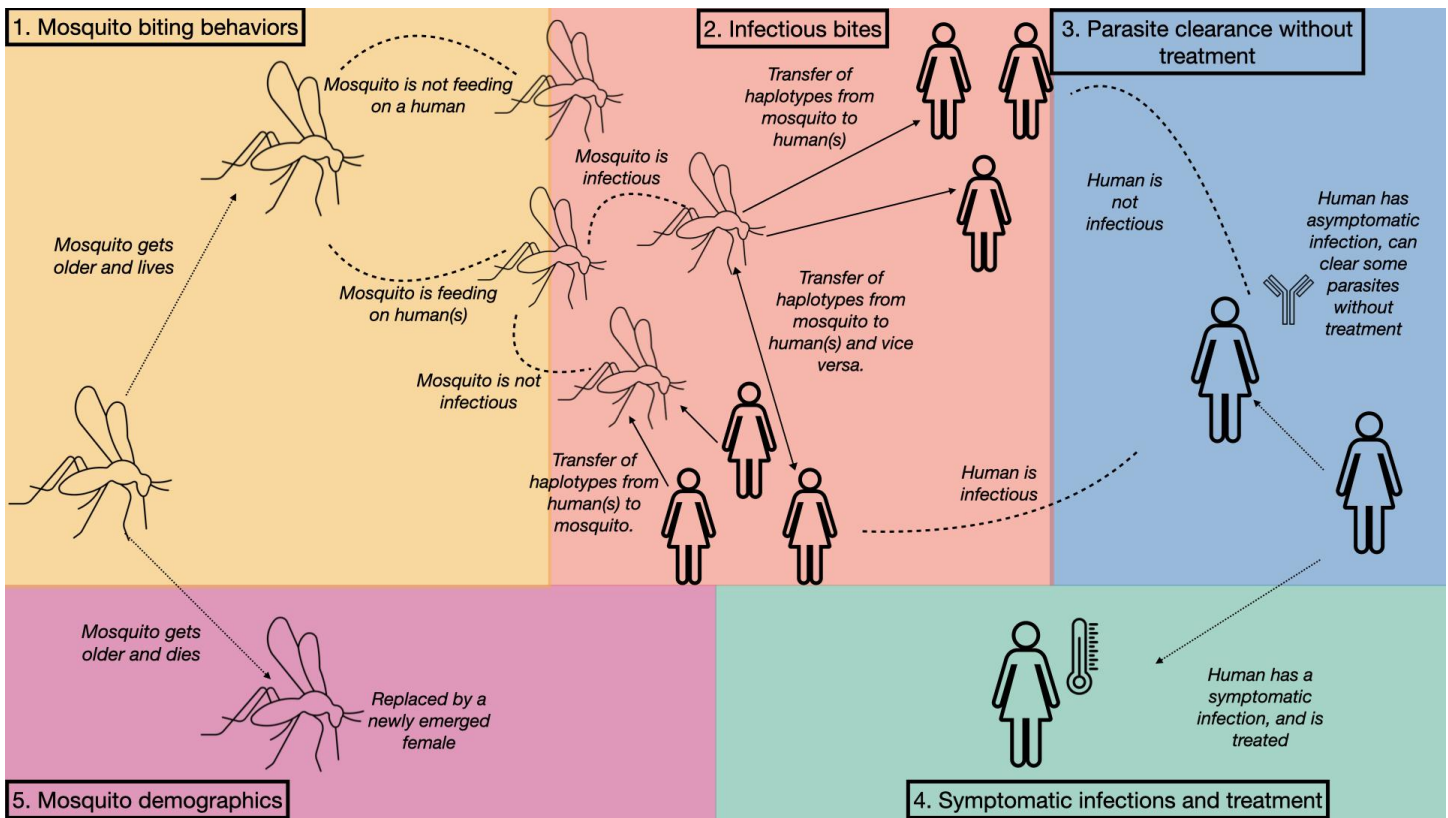 1. Mosquito biting behaviors
Mosquito is not feeding
on a human
Mosquito gets
older and lives
Mosquito is feeding
on human(s)
2. Infectious bites
Transfer of
haplotypes from
mosquito to
human(s)
Mosquito is
infectious
Transfer of
haplotypes from
mosquito to
human(s) and vice
versa.
Mosquito is not
infectious
Transfer of
haplotypes from
human(s) to
mosquito.
3. Parasite clearance without
treatment
Human is
not
infectious
Human has
asymptomatic
infection, can
clear some
parasites
without
treatment
Human is
infectious
Mosquito gets
older and dies
Replaced by a
newly emerged
female
5. Mosquito demographics
Human has a
symptomatic
infection, and is
treated
4. Symptomatic infections and treatment